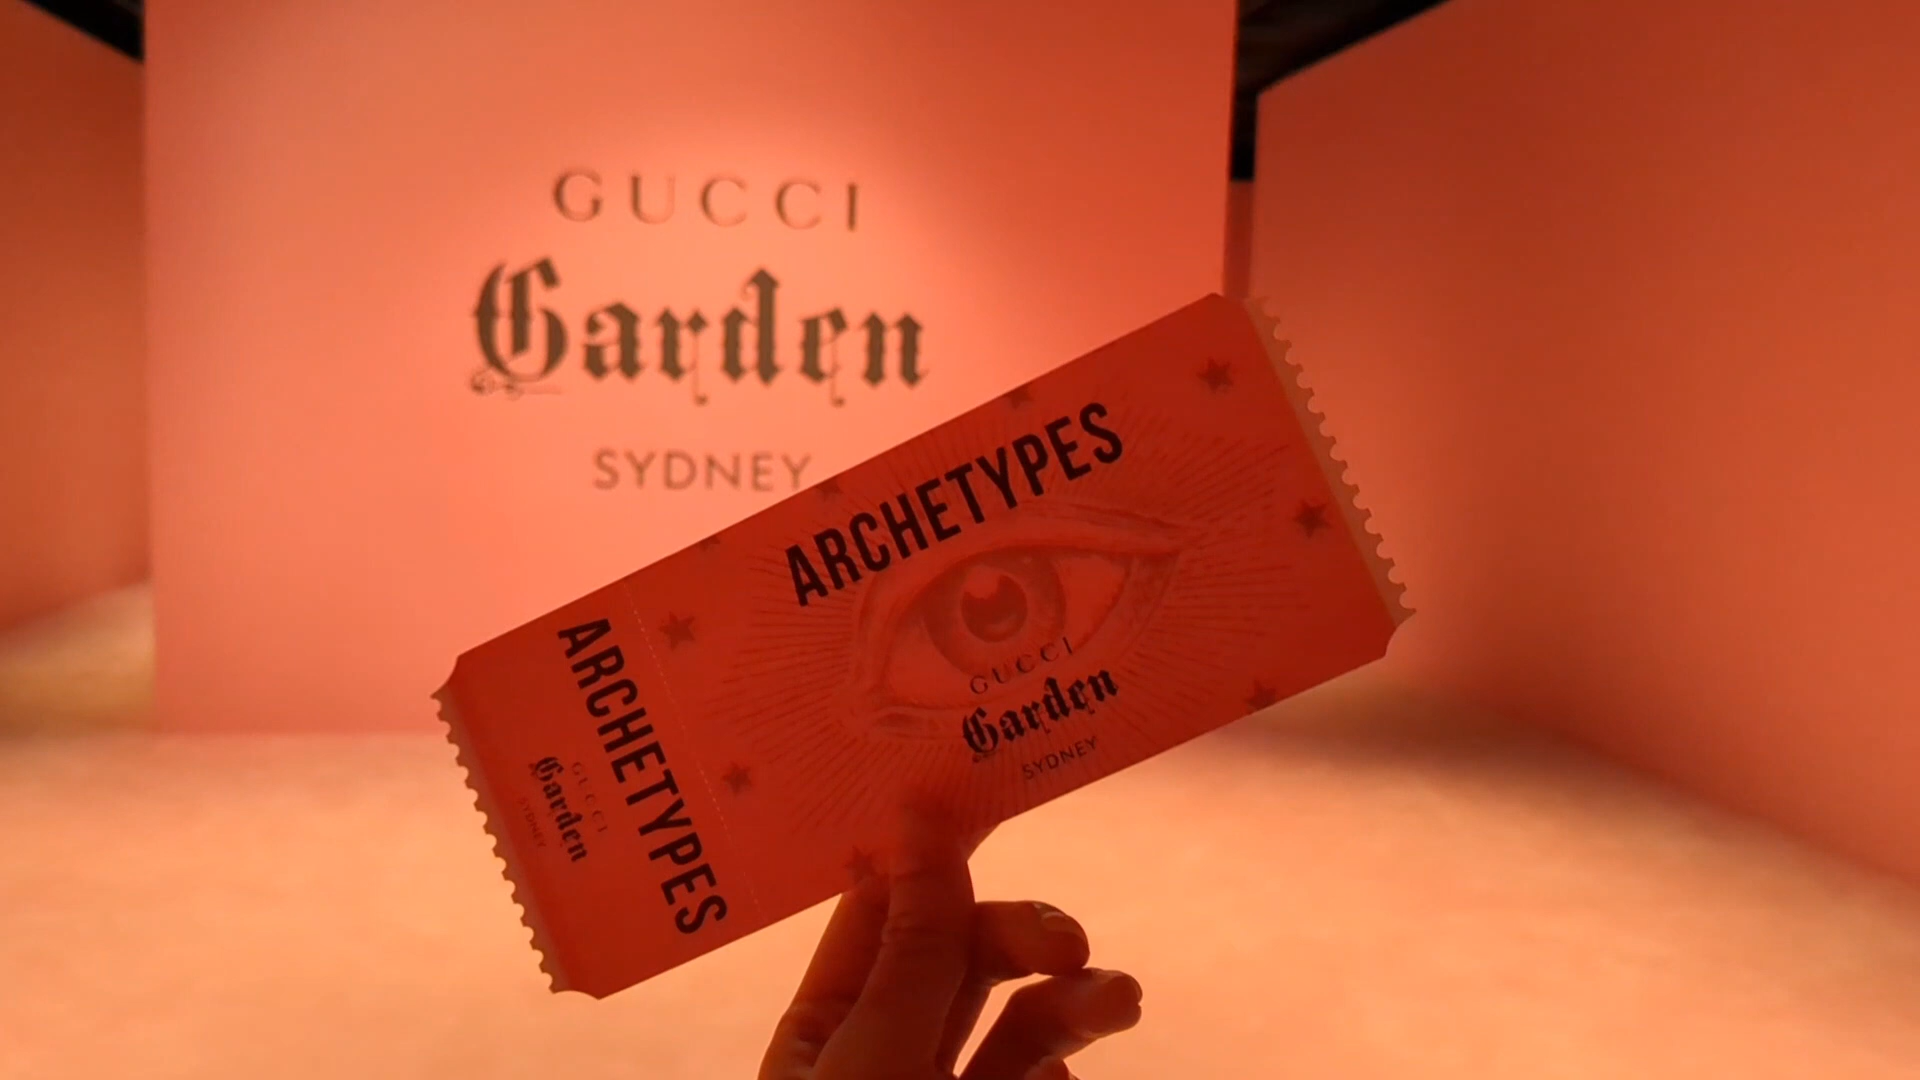 GUCCI
Garden
SYDNEY
ARCHETYPES
GUCCI
Garden
SYDNEY
ARCHETYPES
GUCCI
Garden
SYDNEY